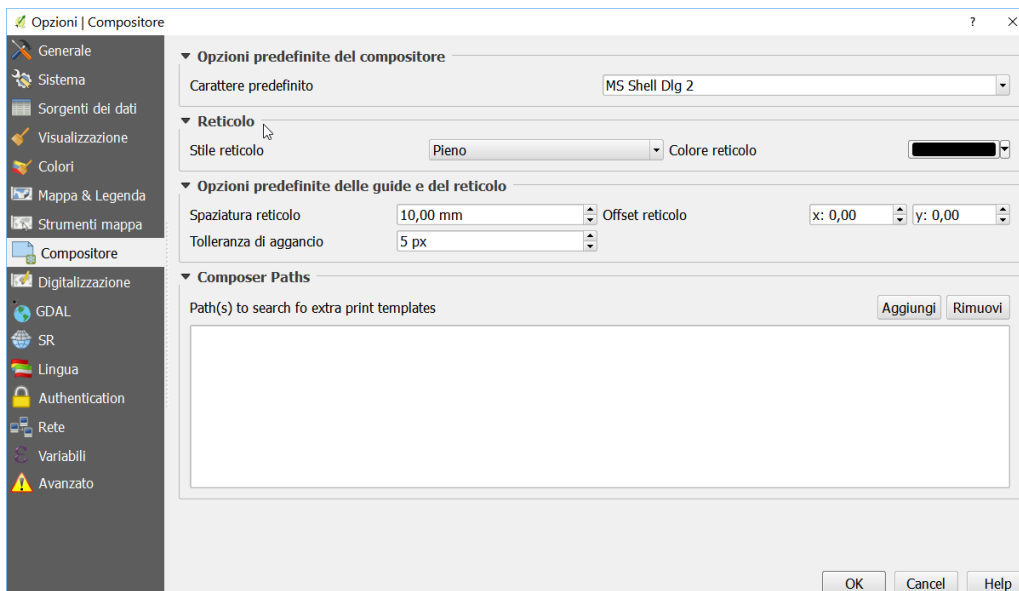 Opzioni | Compositore
?
Generale
Sistema
Sorgenti dei dati
Visualizzazione
Colori
Mappa & Legenda
Strumenti mappa
Compositore
Digitalizzazione
GDAL
SR
Lingua
Authentication
Rete
Variabili
Avanzato
Opzioni predefinite del compositore
Carattere predefinito MS Shell Dlg 2
Reticolo
Stile reticolo Pieno Colore reticolo
Opzioni predefinite delle guide e del reticolo
Spaziatura reticolo 10,00 mm Offset reticolo x: 0,00 y: 0,00
Tolleranza di aggancio 5 px
Composer Paths
Path(s) to search fo extra print templates Aggiungi Rimuovi
OK Cancel Help